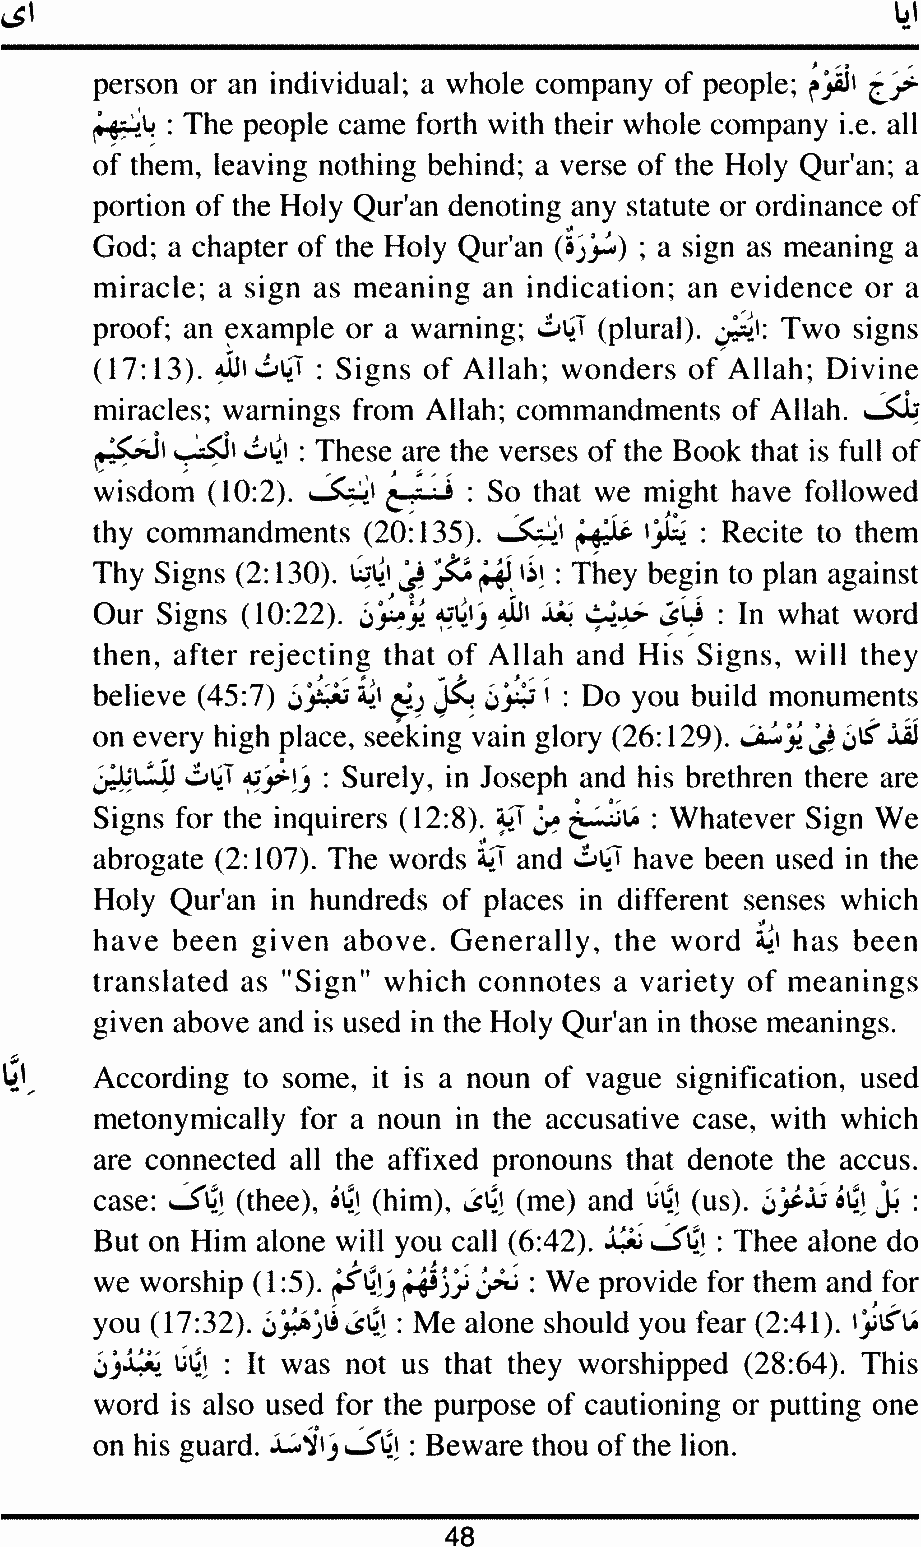 ای ایا
person or an individual; a whole company of people; خَرَجَ الْقَوْمُ
بِاٰیٰتِهِمْ : The people came forth with their whole company i.e. all
of them, leaving nothing behind; a verse of the Holy Qur'an; a
portion of the Holy Qur'an denoting any statute or ordinance of
God; a chapter of the Holy Qur'an (سُوْرَةٌ) ; a sign as meaning a
miracle; a sign as meaning an indication; an evidence or a
proof; an example or a warning; آیَاتٌ (plural). اٰیَتَیْنِ: Two signs
(17:13). آیَاتُ اللّٰهِ : Signs of Allah; wonders of Allah; Divine
miracles; warnings from Allah; commandments of Allah. تِلْکَ
اٰیَاتُ الْکِتٰبِ الْحَکِیْمِ : These are the verses of the Book that is full of
wisdom (10:2). فَنَتَّبِعَ اٰیٰتِکَ : So that we might have followed
thy commandments (20:135). یَتْلُوْا عَلَیْهِمْ اٰیٰتِکَ : Recite to them
Thy Signs (2:130). اِذَا لَهُمْ مَّکْرٌ فِیْ اٰیَاتِنَا : They begin to plan against
Our Signs (10:22). فَبِاَیِّ حَدِیْثٍ بَعْدَ اللّٰهِ وَاٰیَاتِهٖ یُؤْمِنُوْنَ : In what word
then, after rejecting that of Allah and His Signs, will they
believe (45:7) اَ تَبْنُوْنَ بِکُلِّ رِیْعٍ اٰیَةً تَعْبَثُوْنَ : Do you build monuments
on every high place, seeking vain glory (26:129). لَقَدْ کَانَ فِیْ یُوْسُفَ
وَاِخْوَتِهٖ آیَاتٌ لِّلسَّائِلِیْنَ : Surely, in Joseph and his brethren there are
Signs for the inquirers (12:8). مَانَنْسَخْ مِنْ آیَةٍ : Whatever Sign We
abrogate (2:107). The words آیَةٌ and آیَاتٌ have been used in the
Holy Qur'an in hundreds of places in different senses which
have been given above. Generally, the word اٰیَةٌ has been
translated as "Sign" which connotes a variety of meanings
given above and is used in the Holy Qur'an in those meanings.
اِیَّا According to some, it is a noun of vague signification, used
metonymically for a noun in the accusative case, with which
are connected all the affixed pronouns that denote the accus.
case: اِیَّاکَ (thee), اِیَّاهُ (him), اِیَّایَ (me) and اِیَّانَا (us). بَلْ اِیَّاهُ تَدْعُوْنَ :
But on Him alone will you call (6:42). اِیَّاکَ نَعْبُدُ : Thee alone do
we worship (1:5). نَحْنُ نَرْزُقُهُمْ وَاِیَّاکُمْ : We provide for them and for
you (17:32). اِیَّایَ فَارْهَبُوْنَ : Me alone should you fear (2:41). مَاکَانُوْا
اِیَّانَا یَعْبُدُوْنَ : It was not us that they worshipped (28:64). This
word is also used for the purpose of cautioning or putting one
on his guard. اِیَّاکَ وَالْاَسَدَ : Beware thou of the lion.
48